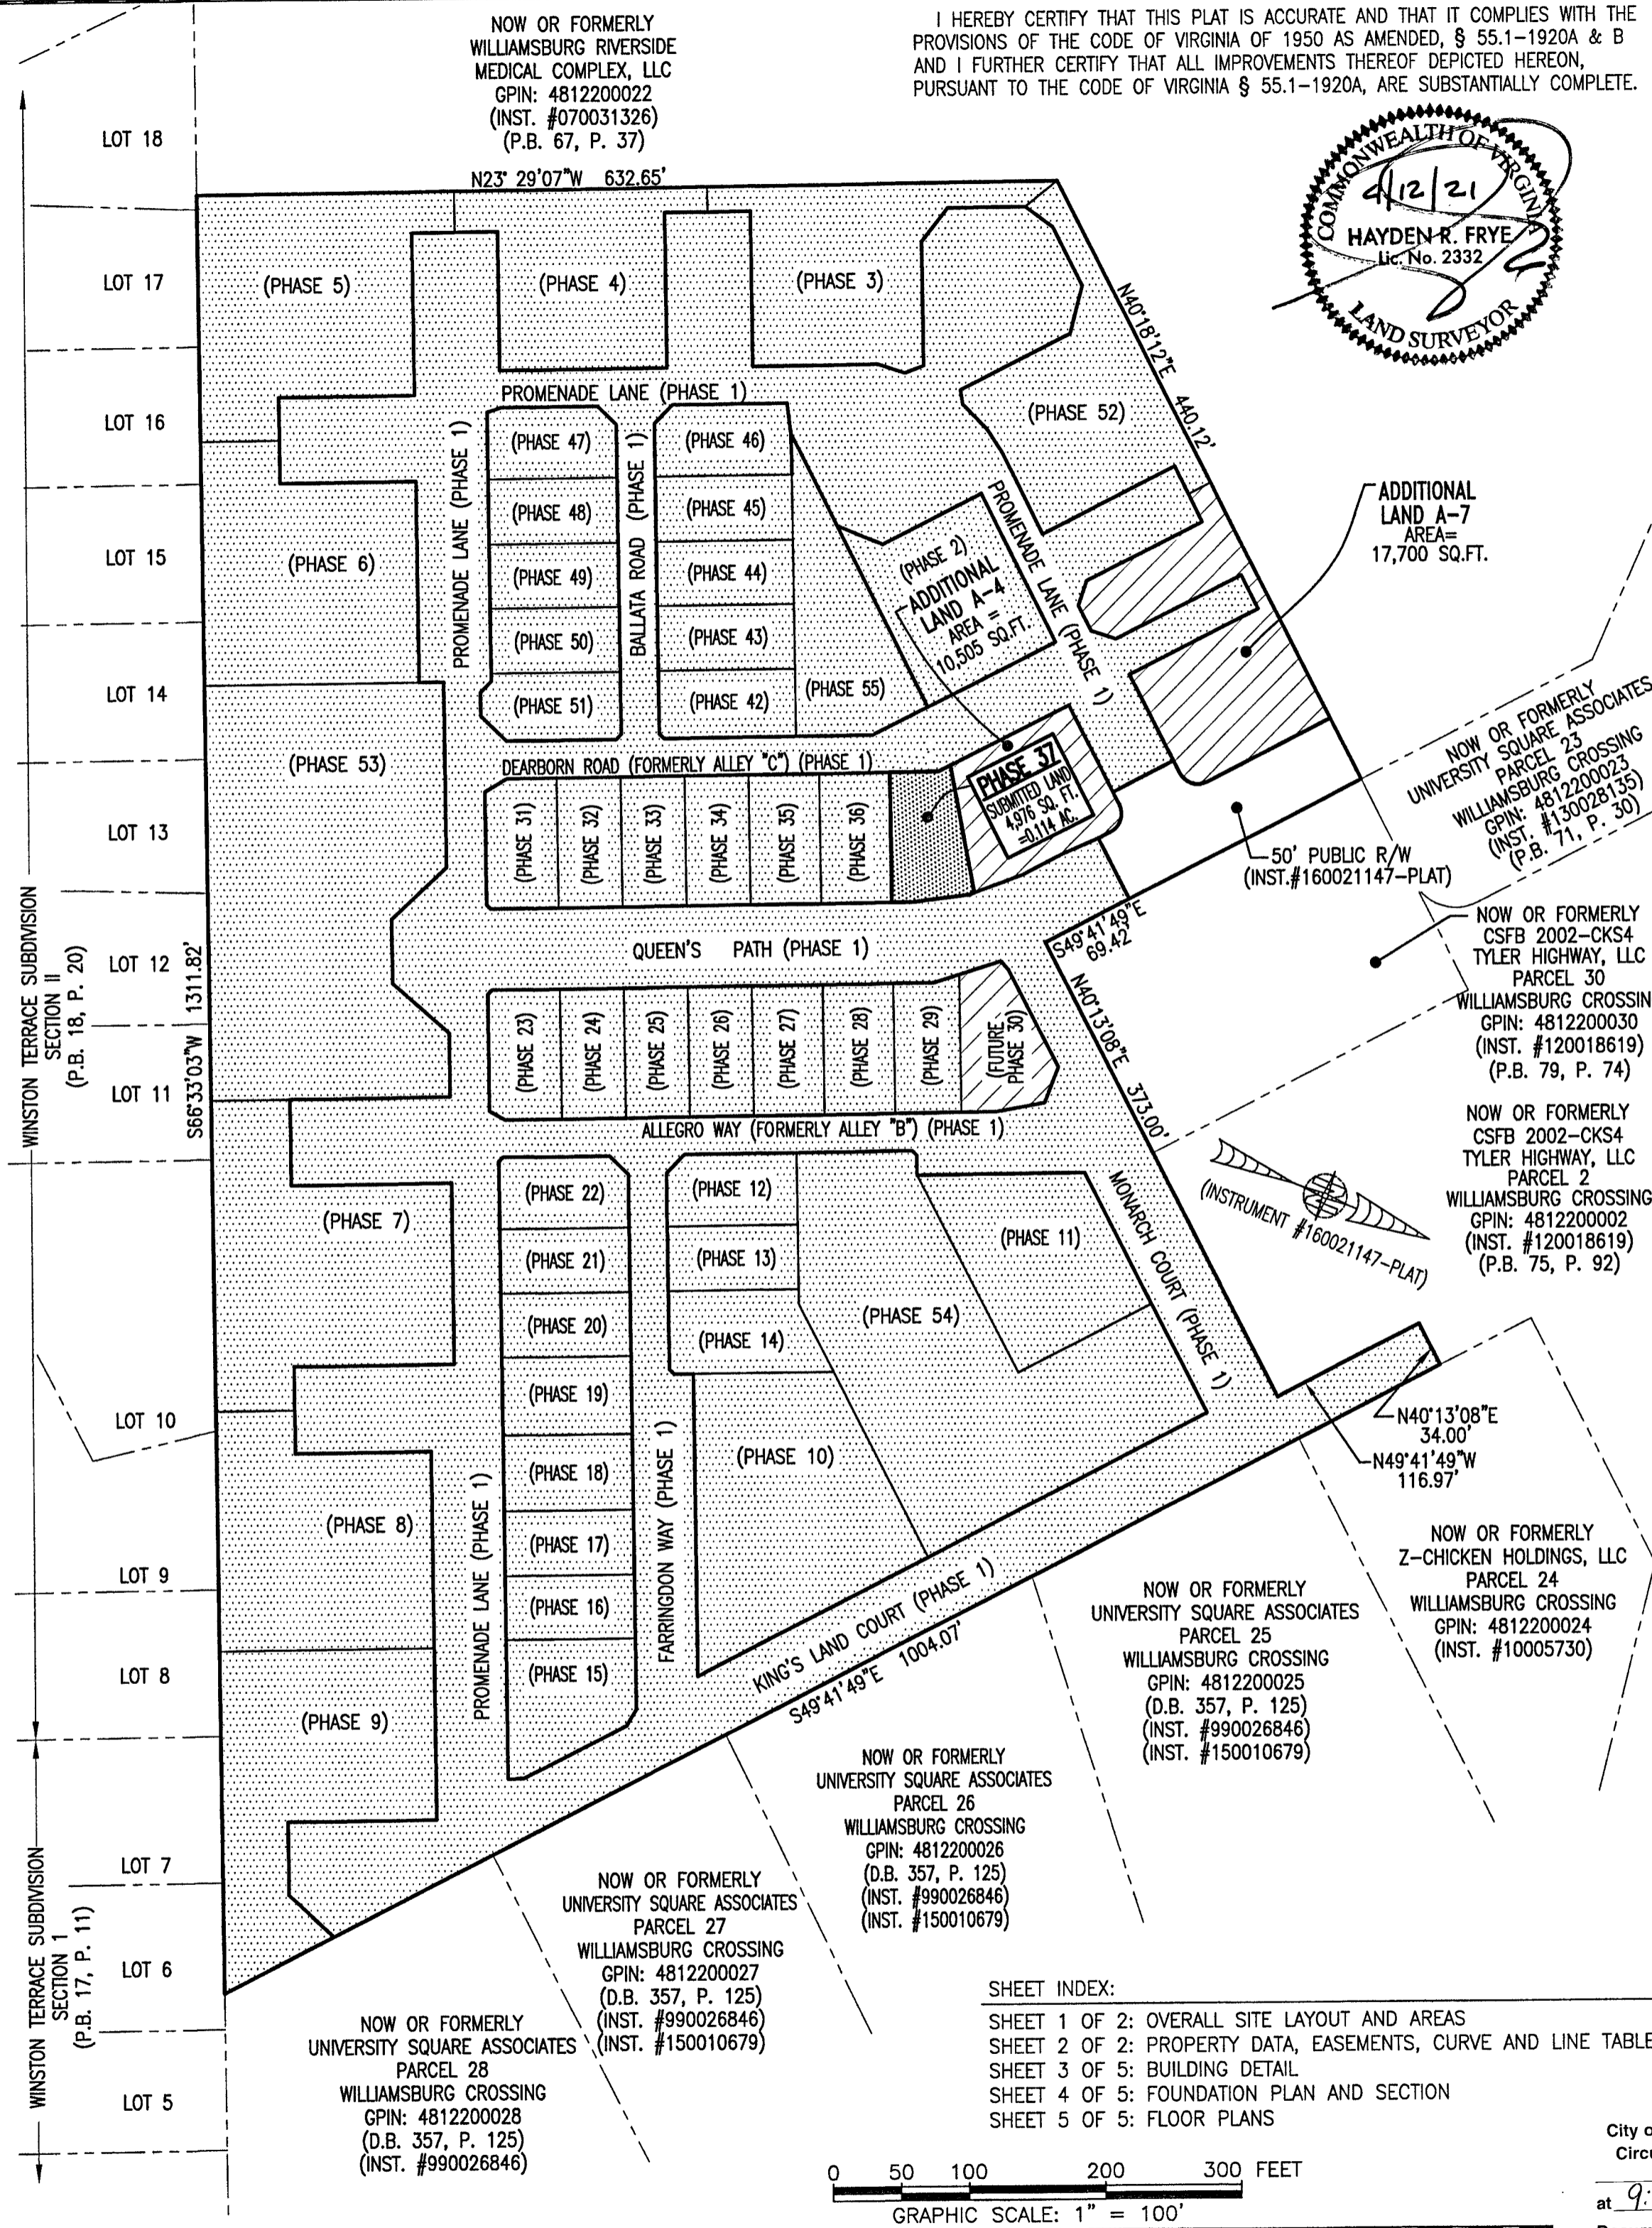 I HEREBY CERTIFY THAT THIS PLAT IS ACCURATE AND THAT IT COMPLIES WITH THE
PROVISIONS OF THE CODE OF VIRGINIA OF 1950 AS AMENDED, § 55.1-1920A & B
AND I FURTHER CERTIFY THAT ALL IMPROVEMENTS THEREOF DEPICTED HEREON,
PURSUANT TO THE CODE OF VIRGINIA § 55.1-1920A, ARE SUBSTANTIALLY COMPLETE.
NOW OR FORMERLY
WILLIAMSBURG RIVERSIDE
MEDICAL COMPLEX, LLC
GPIN: 4812200022
(INST. #070031326)
(P.B. 67, P. 37)
N23° 29'07"W 632.65'
COMMONWEALTH OF VIRGINIA
4/12/21
HAYDEN R. FRYE
Lic. No. 2332
LAND SURVEYOR
LOT 18
LOT 17
LOT 16
LOT 15
LOT 14
LOT 13
LOT 12
LOT 11
LOT 10
LOT 9
LOT 8
LOT 7
LOT 6
LOT 5
WINSTON TERRACE SUBDIVISION
SECTION II
(P.B. 18, P. 20)
WINSTON TERRACE SUBDIVISION
SECTION 1
(P.B. 17, P. 11)
S66°33'03"W 1311.82'
(PHASE 5)
(PHASE 4)
(PHASE 3)
N40°18'12"E 440.12'
PROMENADE LANE (PHASE 1)
(PHASE 52)
PROMENADE LANE (PHASE 1)
(PHASE 47)
(PHASE 48)
(PHASE 49)
(PHASE 50)
(PHASE 51)
BALLATA ROAD (PHASE 1)
(PHASE 46)
(PHASE 45)
(PHASE 44)
(PHASE 43)
(PHASE 42)
(PHASE 55)
(PHASE 6)
(PHASE 2)
ADDITIONAL
LAND A-4
AREA =
10,505 SQ.FT.
PROMENADE LANE (PHASE 1)
ADDITIONAL
LAND A-7
AREA=
17,700 SQ.FT.
(PHASE 53)
DEARBORN ROAD (FORMERLY ALLEY "C") (PHASE 1)
(PHASE 31)
(PHASE 32)
(PHASE 33)
(PHASE 34)
(PHASE 35)
(PHASE 36)
PHASE 37
SUBMITTED LAND
4,976 SQ. FT.
=0.114 AC.
50' PUBLIC R/W
(INST.#160021147-PLAT)
NOW OR FORMERLY
UNIVERSITY SQUARE ASSOCIATES
PARCEL 23
WILLIAMSBURG CROSSING
GPIN: 4812200023
(INST. #130028135)
(P.B. 71, P. 30)
QUEEN'S PATH (PHASE 1)
S49°41'49"E
69.42'
N40°13'08"E 373.00'
NOW OR FORMERLY
CSFB 2002-CKS4
TYLER HIGHWAY, LLC
PARCEL 30
WILLIAMSBURG CROSSIN
GPIN: 4812200030
(INST. #120018619)
(P.B. 79, P. 74)
(PHASE 23)
(PHASE 24)
(PHASE 25)
(PHASE 26)
(PHASE 27)
(PHASE 28)
(PHASE 29)
(FUTURE
PHASE 30)
ALLEGRO WAY (FORMERLY ALLEY "B") (PHASE 1)
NOW OR FORMERLY
CSFB 2002-CKS4
TYLER HIGHWAY, LLC
PARCEL 2
WILLIAMSBURG CROSSING
GPIN: 4812200002
(INST. #120018619)
(P.B. 75, P. 92)
(INSTRUMENT #160021147-PLAT)
(PHASE 7)
(PHASE 22)
(PHASE 21)
(PHASE 20)
(PHASE 19)
(PHASE 18)
(PHASE 17)
(PHASE 16)
(PHASE 15)
(PHASE 12)
(PHASE 13)
(PHASE 14)
(PHASE 54)
(PHASE 11)
MONARCH COURT (PHASE 1)
(PHASE 10)
(PHASE 8)
(PHASE 9)
PROMENADE LANE (PHASE 1)
FARRINGDON WAY (PHASE 1)
KING'S LAND COURT (PHASE 1)
S49°41'49"E 1004.07'
N40°13'08"E
34.00'
N49°41'49"W
116.97'
NOW OR FORMERLY
Z-CHICKEN HOLDINGS, LLC
PARCEL 24
WILLIAMSBURG CROSSING
GPIN: 4812200024
(INST. #10005730)
NOW OR FORMERLY
UNIVERSITY SQUARE ASSOCIATES
PARCEL 25
WILLIAMSBURG CROSSING
GPIN: 4812200025
(D.B. 357, P. 125)
(INST. #990026846)
(INST. #150010679)
NOW OR FORMERLY
UNIVERSITY SQUARE ASSOCIATES
PARCEL 26
WILLIAMSBURG CROSSING
GPIN: 4812200026
(D.B. 357, P. 125)
(INST. #990026846)
(INST. #150010679)
NOW OR FORMERLY
UNIVERSITY SQUARE ASSOCIATES
PARCEL 27
WILLIAMSBURG CROSSING
GPIN: 4812200027
(D.B. 357, P. 125)
(INST. #990026846)
(INST. #150010679)
NOW OR FORMERLY
UNIVERSITY SQUARE ASSOCIATES
PARCEL 28
WILLIAMSBURG CROSSING
GPIN: 4812200028
(D.B. 357, P. 125)
(INST. #990026846)
SHEET INDEX:
SHEET 1 OF 2: OVERALL SITE LAYOUT AND AREAS
SHEET 2 OF 2: PROPERTY DATA, EASEMENTS, CURVE AND LINE TABLE
SHEET 3 OF 5: BUILDING DETAIL
SHEET 4 OF 5: FOUNDATION PLAN AND SECTION
SHEET 5 OF 5: FLOOR PLANS
0 50 100 200 300 FEET
GRAPHIC SCALE: 1" = 100'
City o
Circu
at 9: